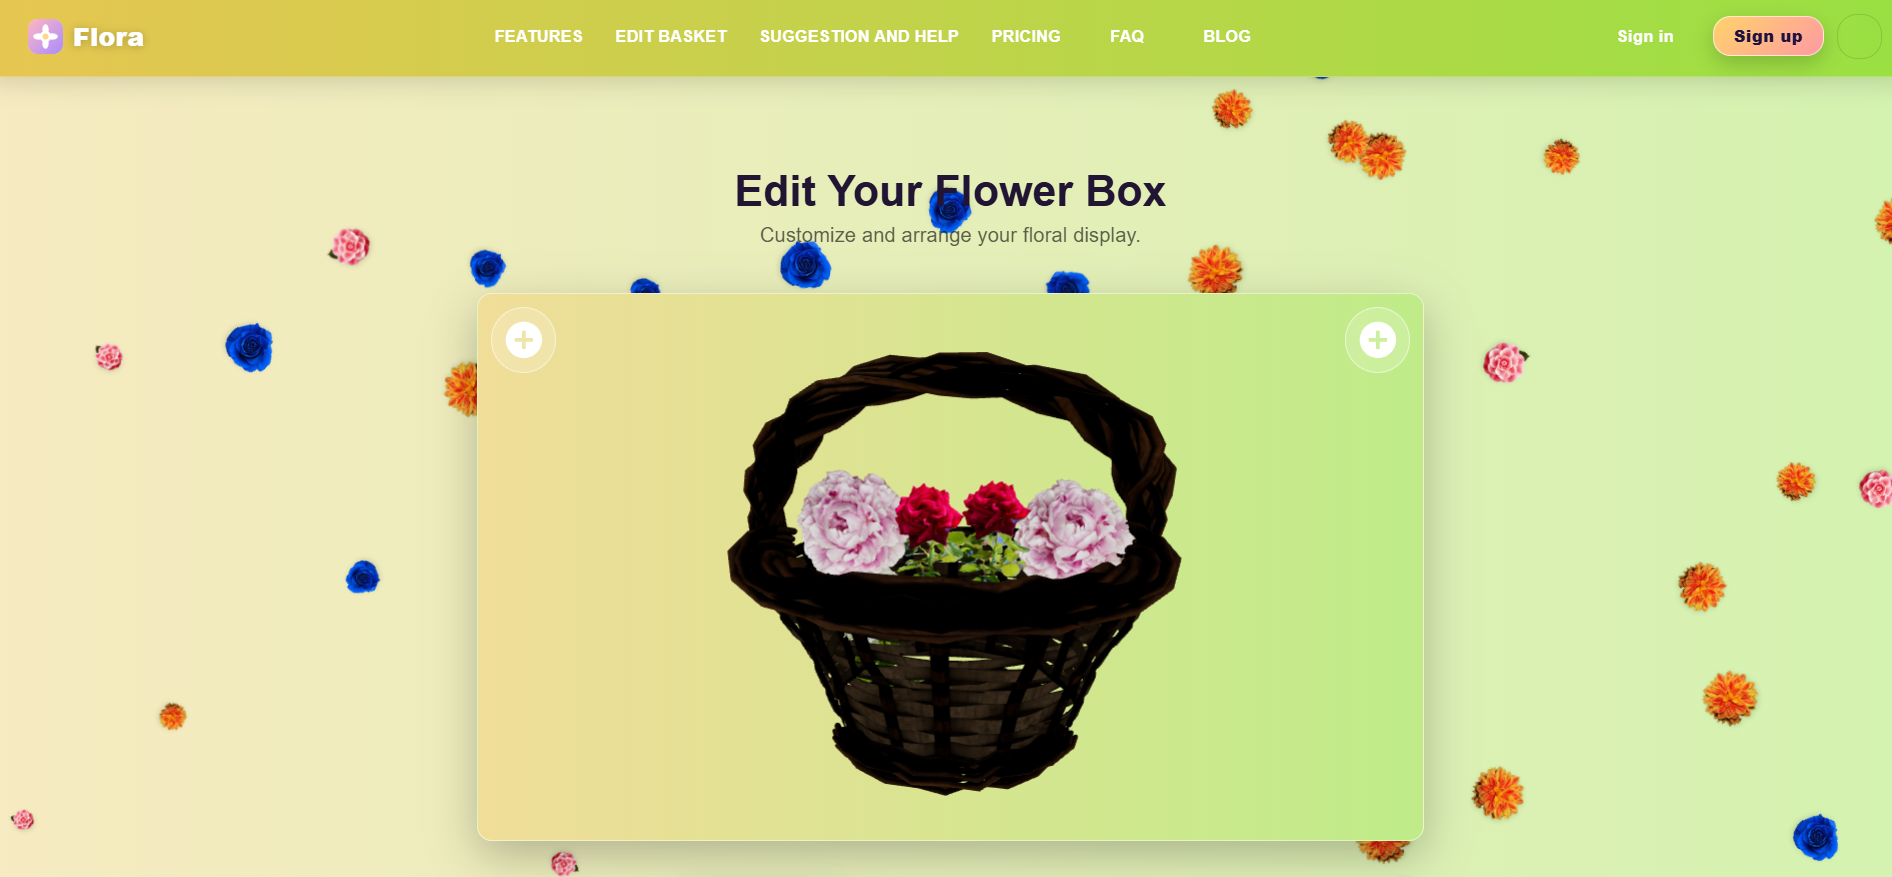 Flora
FEATURES
EDIT BASKET
SUGGESTION AND HELP
PRICING
FAQ
BLOG
Sign in
Sign up
Edit Your Flower Box
Customize and arrange your floral display.